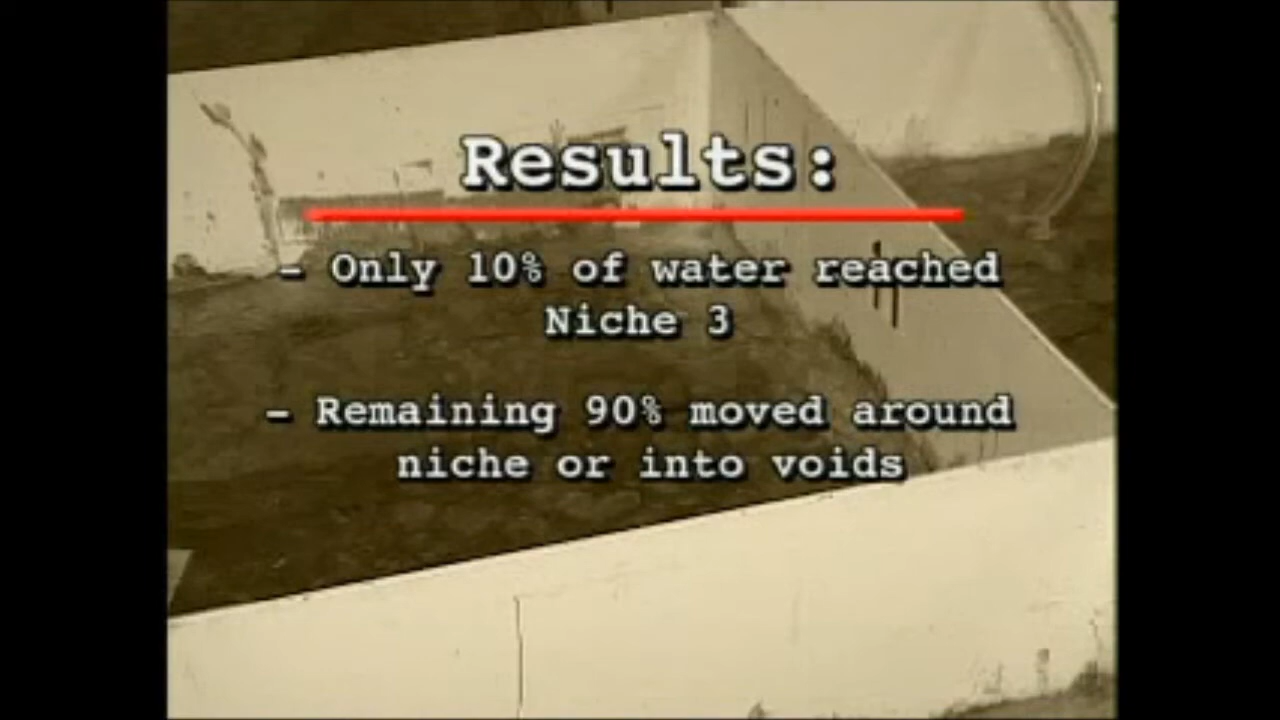 Results:
- Only 10% of water reached
Niche 3
- Remaining 90% moved around
niche or into voids